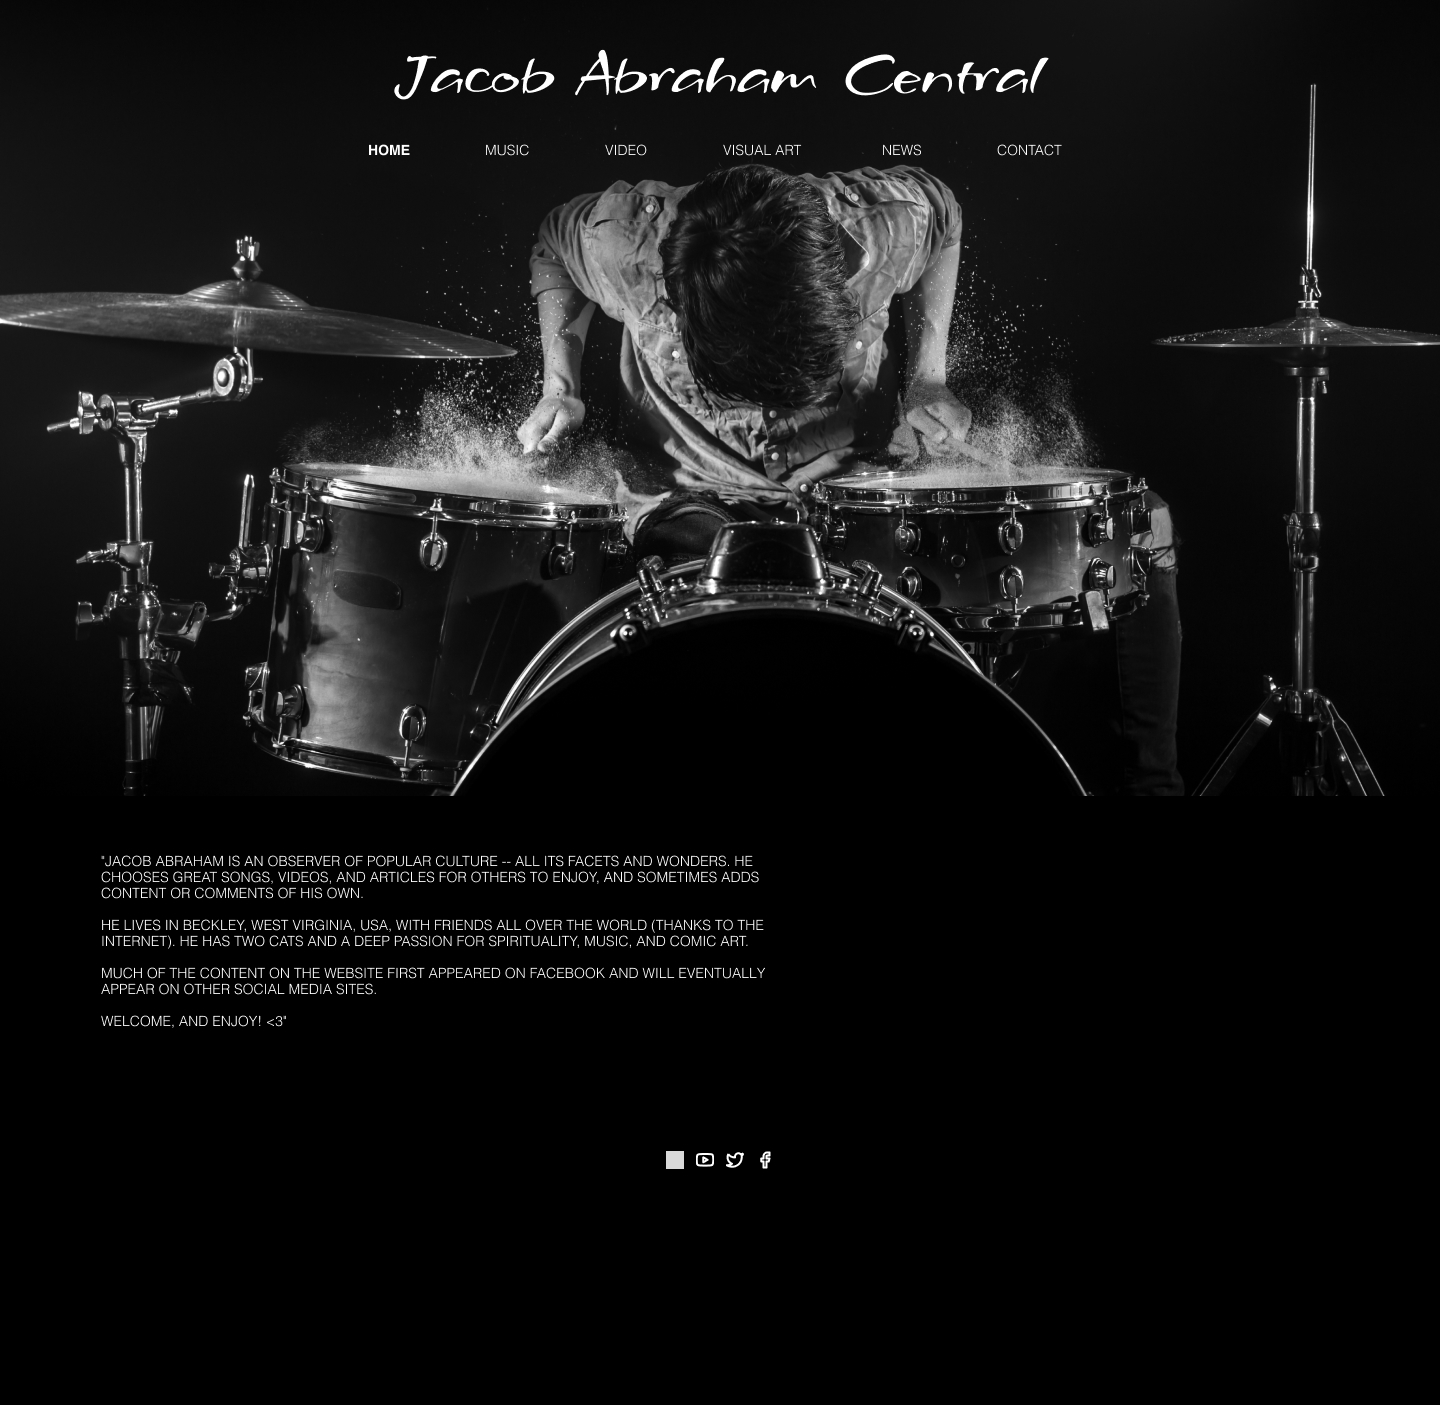 Jacob Abraham Central
HOME MUSIC VIDEO VISUAL ART NEWS CONTACT
"JACOB ABRAHAM IS AN OBSERVER OF POPULAR CULTURE -- ALL ITS FACETS AND WONDERS. HE
CHOOSES GREAT SONGS, VIDEOS, AND ARTICLES FOR OTHERS TO ENJOY, AND SOMETIMES ADDS
CONTENT OR COMMENTS OF HIS OWN.
HE LIVES IN BECKLEY, WEST VIRGINIA, USA, WITH FRIENDS ALL OVER THE WORLD (THANKS TO THE
INTERNET). HE HAS TWO CATS AND A DEEP PASSION FOR SPIRITUALITY, MUSIC, AND COMIC ART.
MUCH OF THE CONTENT ON THE WEBSITE FIRST APPEARED ON FACEBOOK AND WILL EVENTUALLY
APPEAR ON OTHER SOCIAL MEDIA SITES.
WELCOME, AND ENJOY! <3"